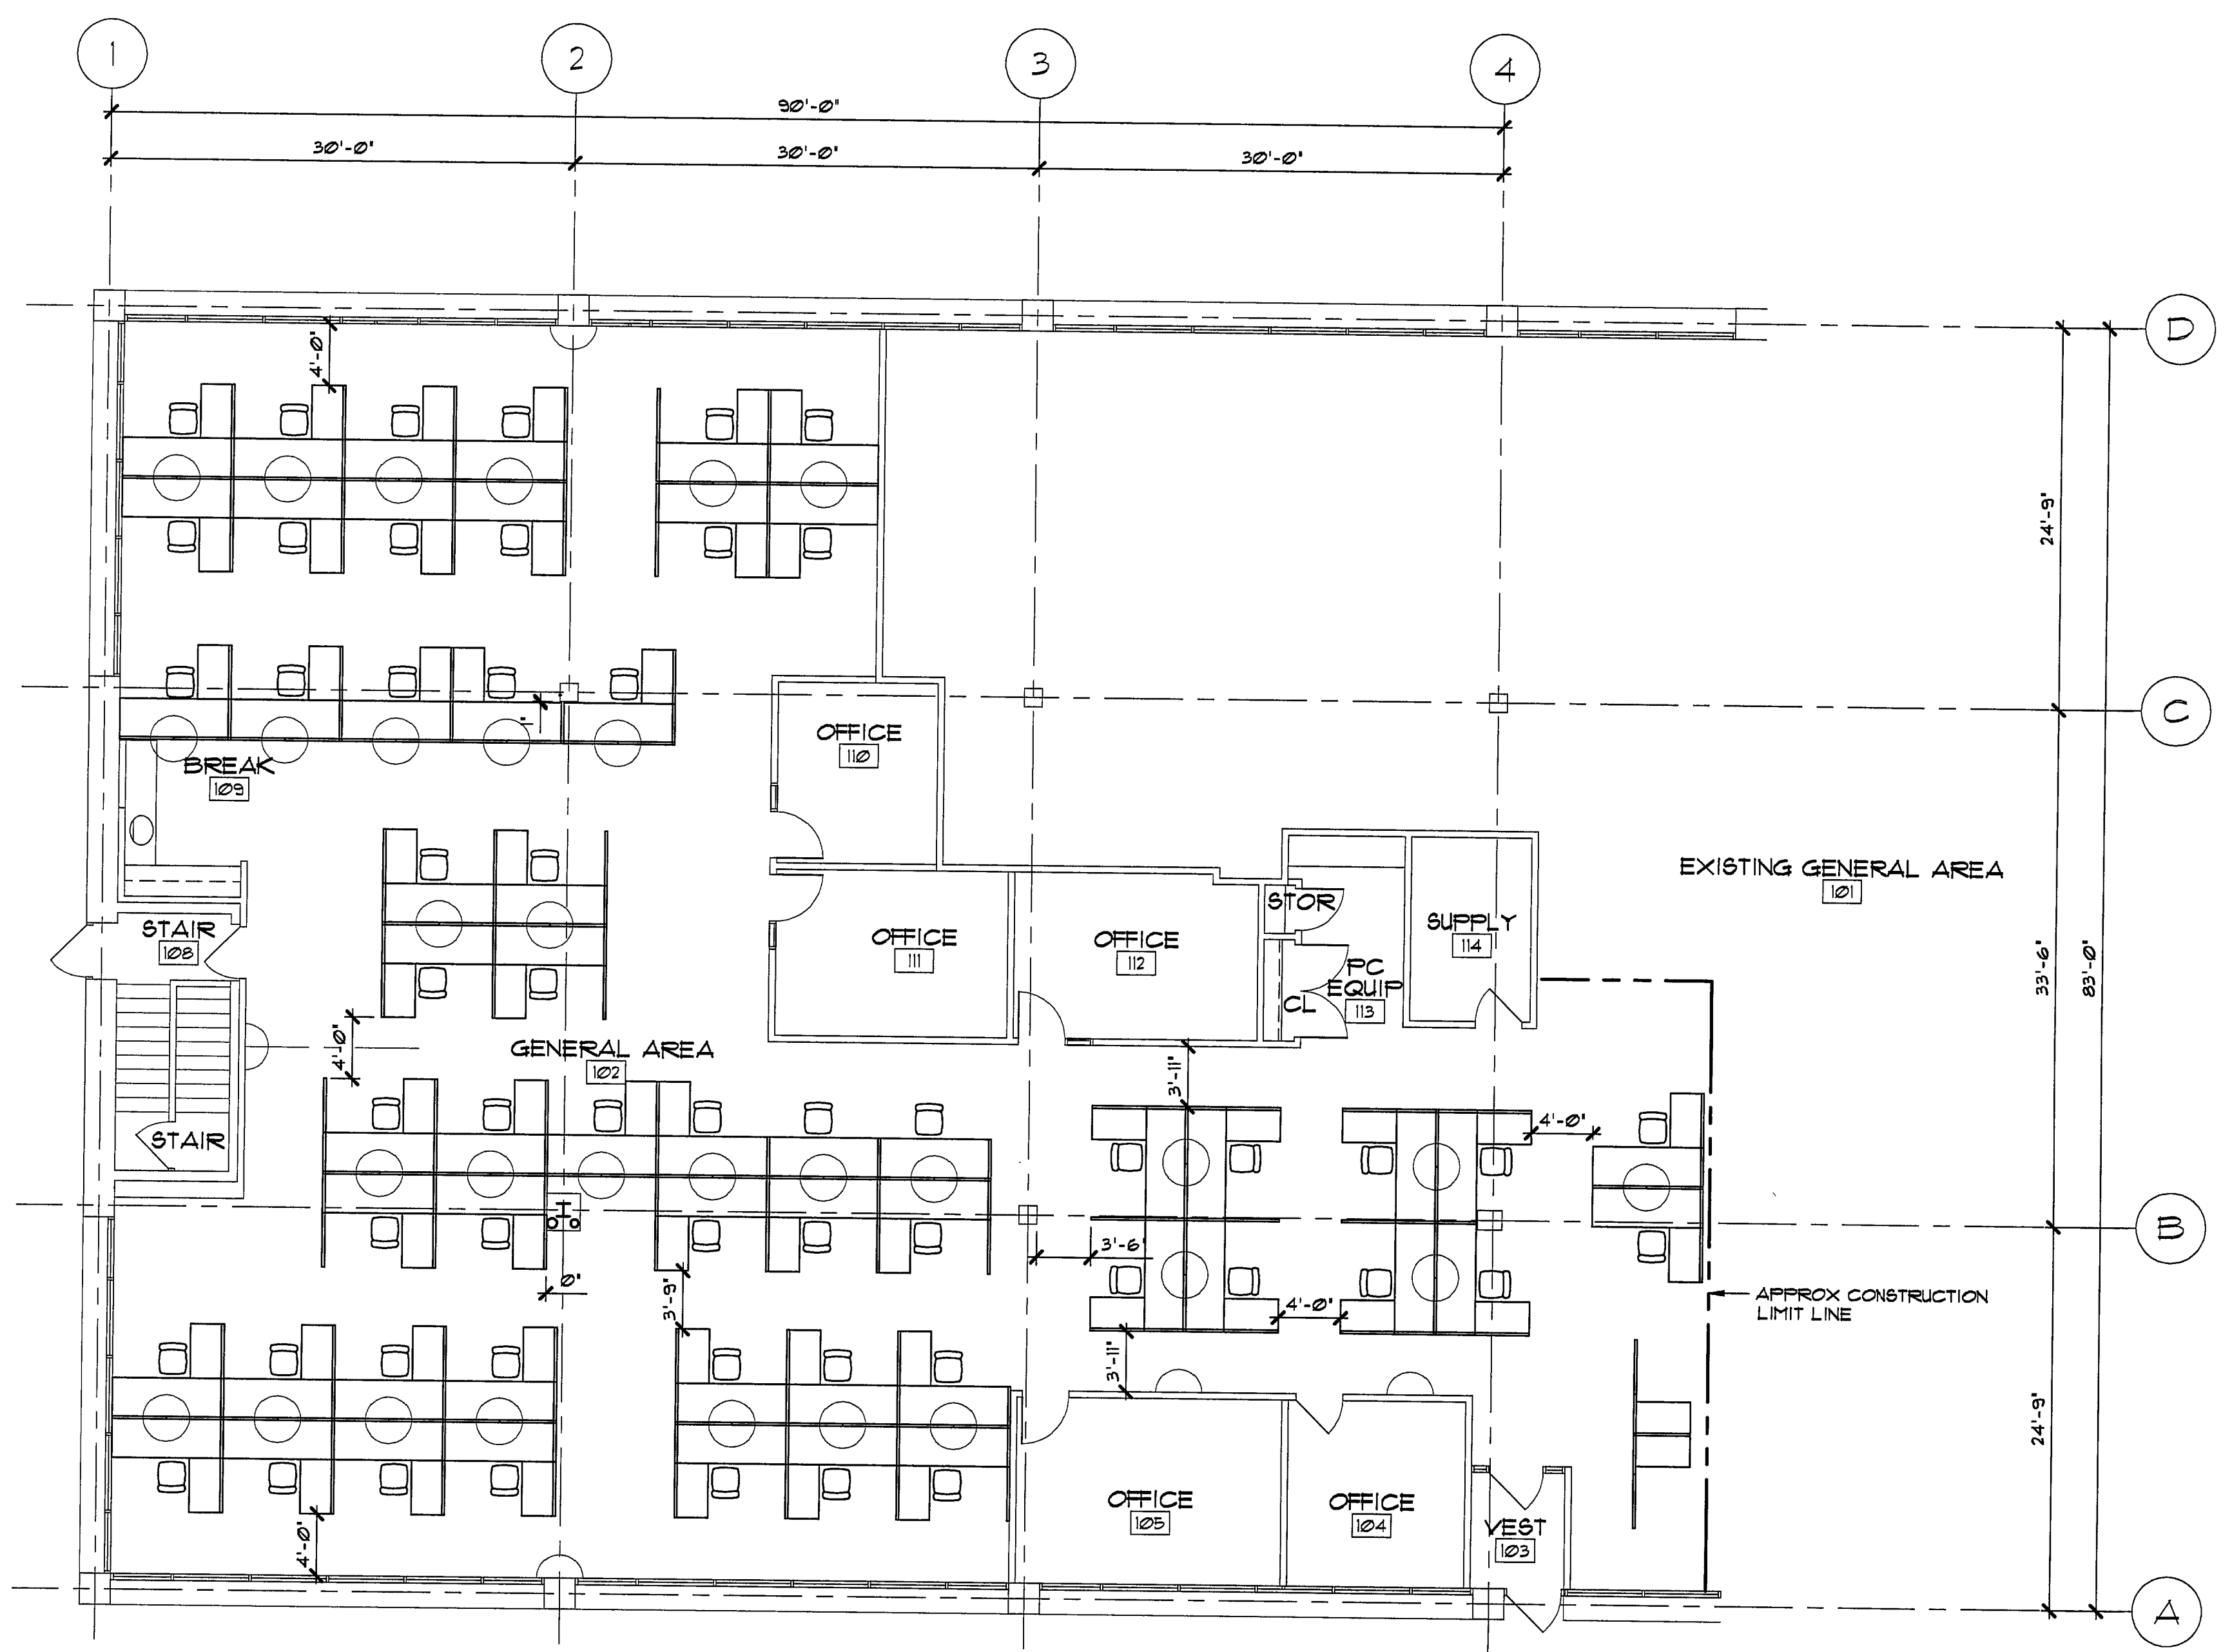 1
2
3
4
90'-0"
30'-0"
30'-0"
30'-0"
D
4'-0"
24'-9"
C
1"
OFFICE
110
BREAK
109
EXISTING GENERAL AREA
101
STOR
STAIR
108
OFFICE
111
OFFICE
112
SUPPLY
114
PC
EQUIP
113
CL
33'-6"
83'-0"
4'-0"
GENERAL AREA
102
3'-11"
4'-0"
STAIR
B
3'-6
0"
3'-9"
4'-0"
APPROX CONSTRUCTION
LIMIT LINE
3'-11"
24'-9"
OFFICE
105
OFFICE
104
VEST
103
4'-0"
A